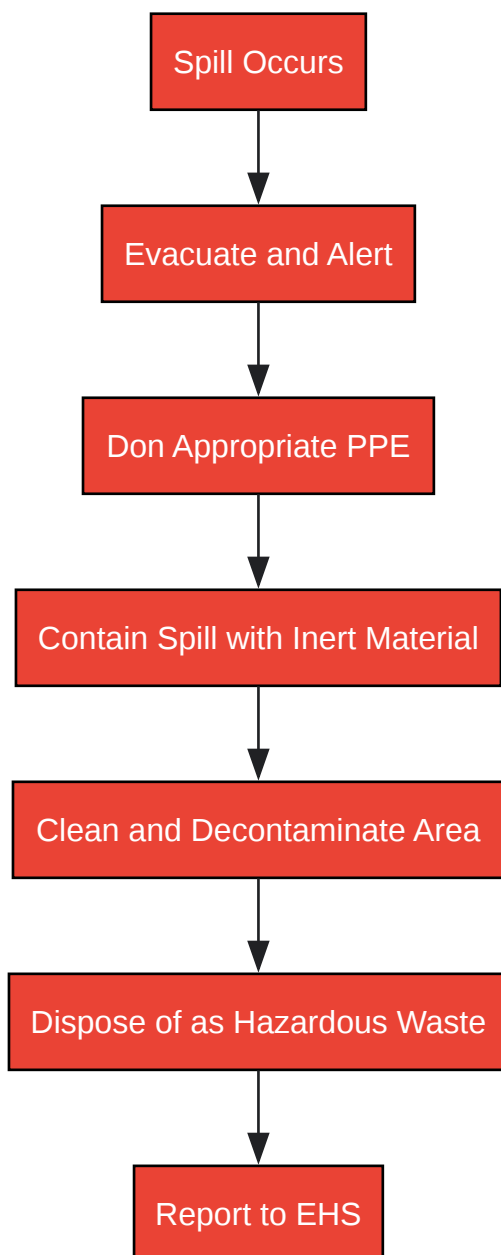 Spill Occurs
Evacuate and Alert
Don Appropriate PPE
Contain Spill with Inert Material
Clean and Decontaminate Area
Dispose of as Hazardous Waste
Report to EHS